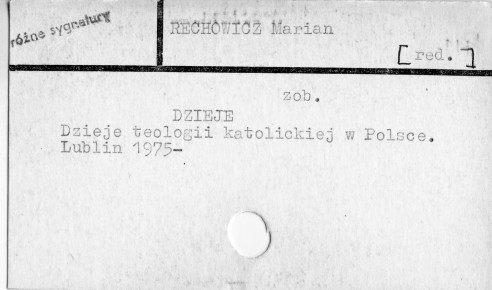 różne sygnatury
RECHOWICZ Marian
[red.]
zob.
DZIEJE
Dzieje teologii katolickiej w Polsce.
Lublin 1975-